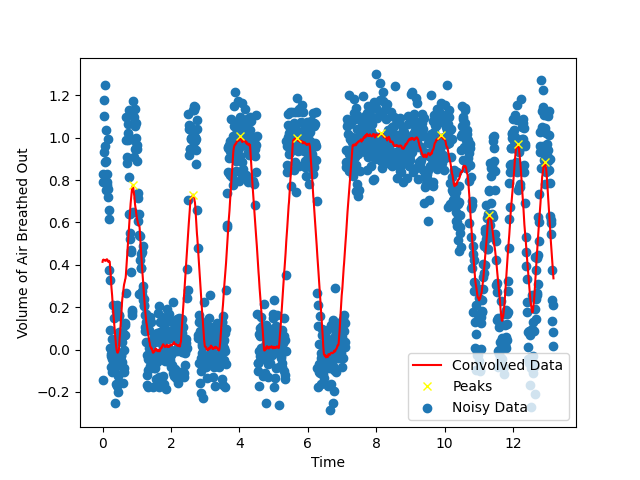 1.2
1.0
0.8
0.6
0.4
0.2
0.0
−0.2
Volume of Air Breathed Out
Convolved Data
Peaks
Noisy Data
0 2 4 6 8 10 12
Time